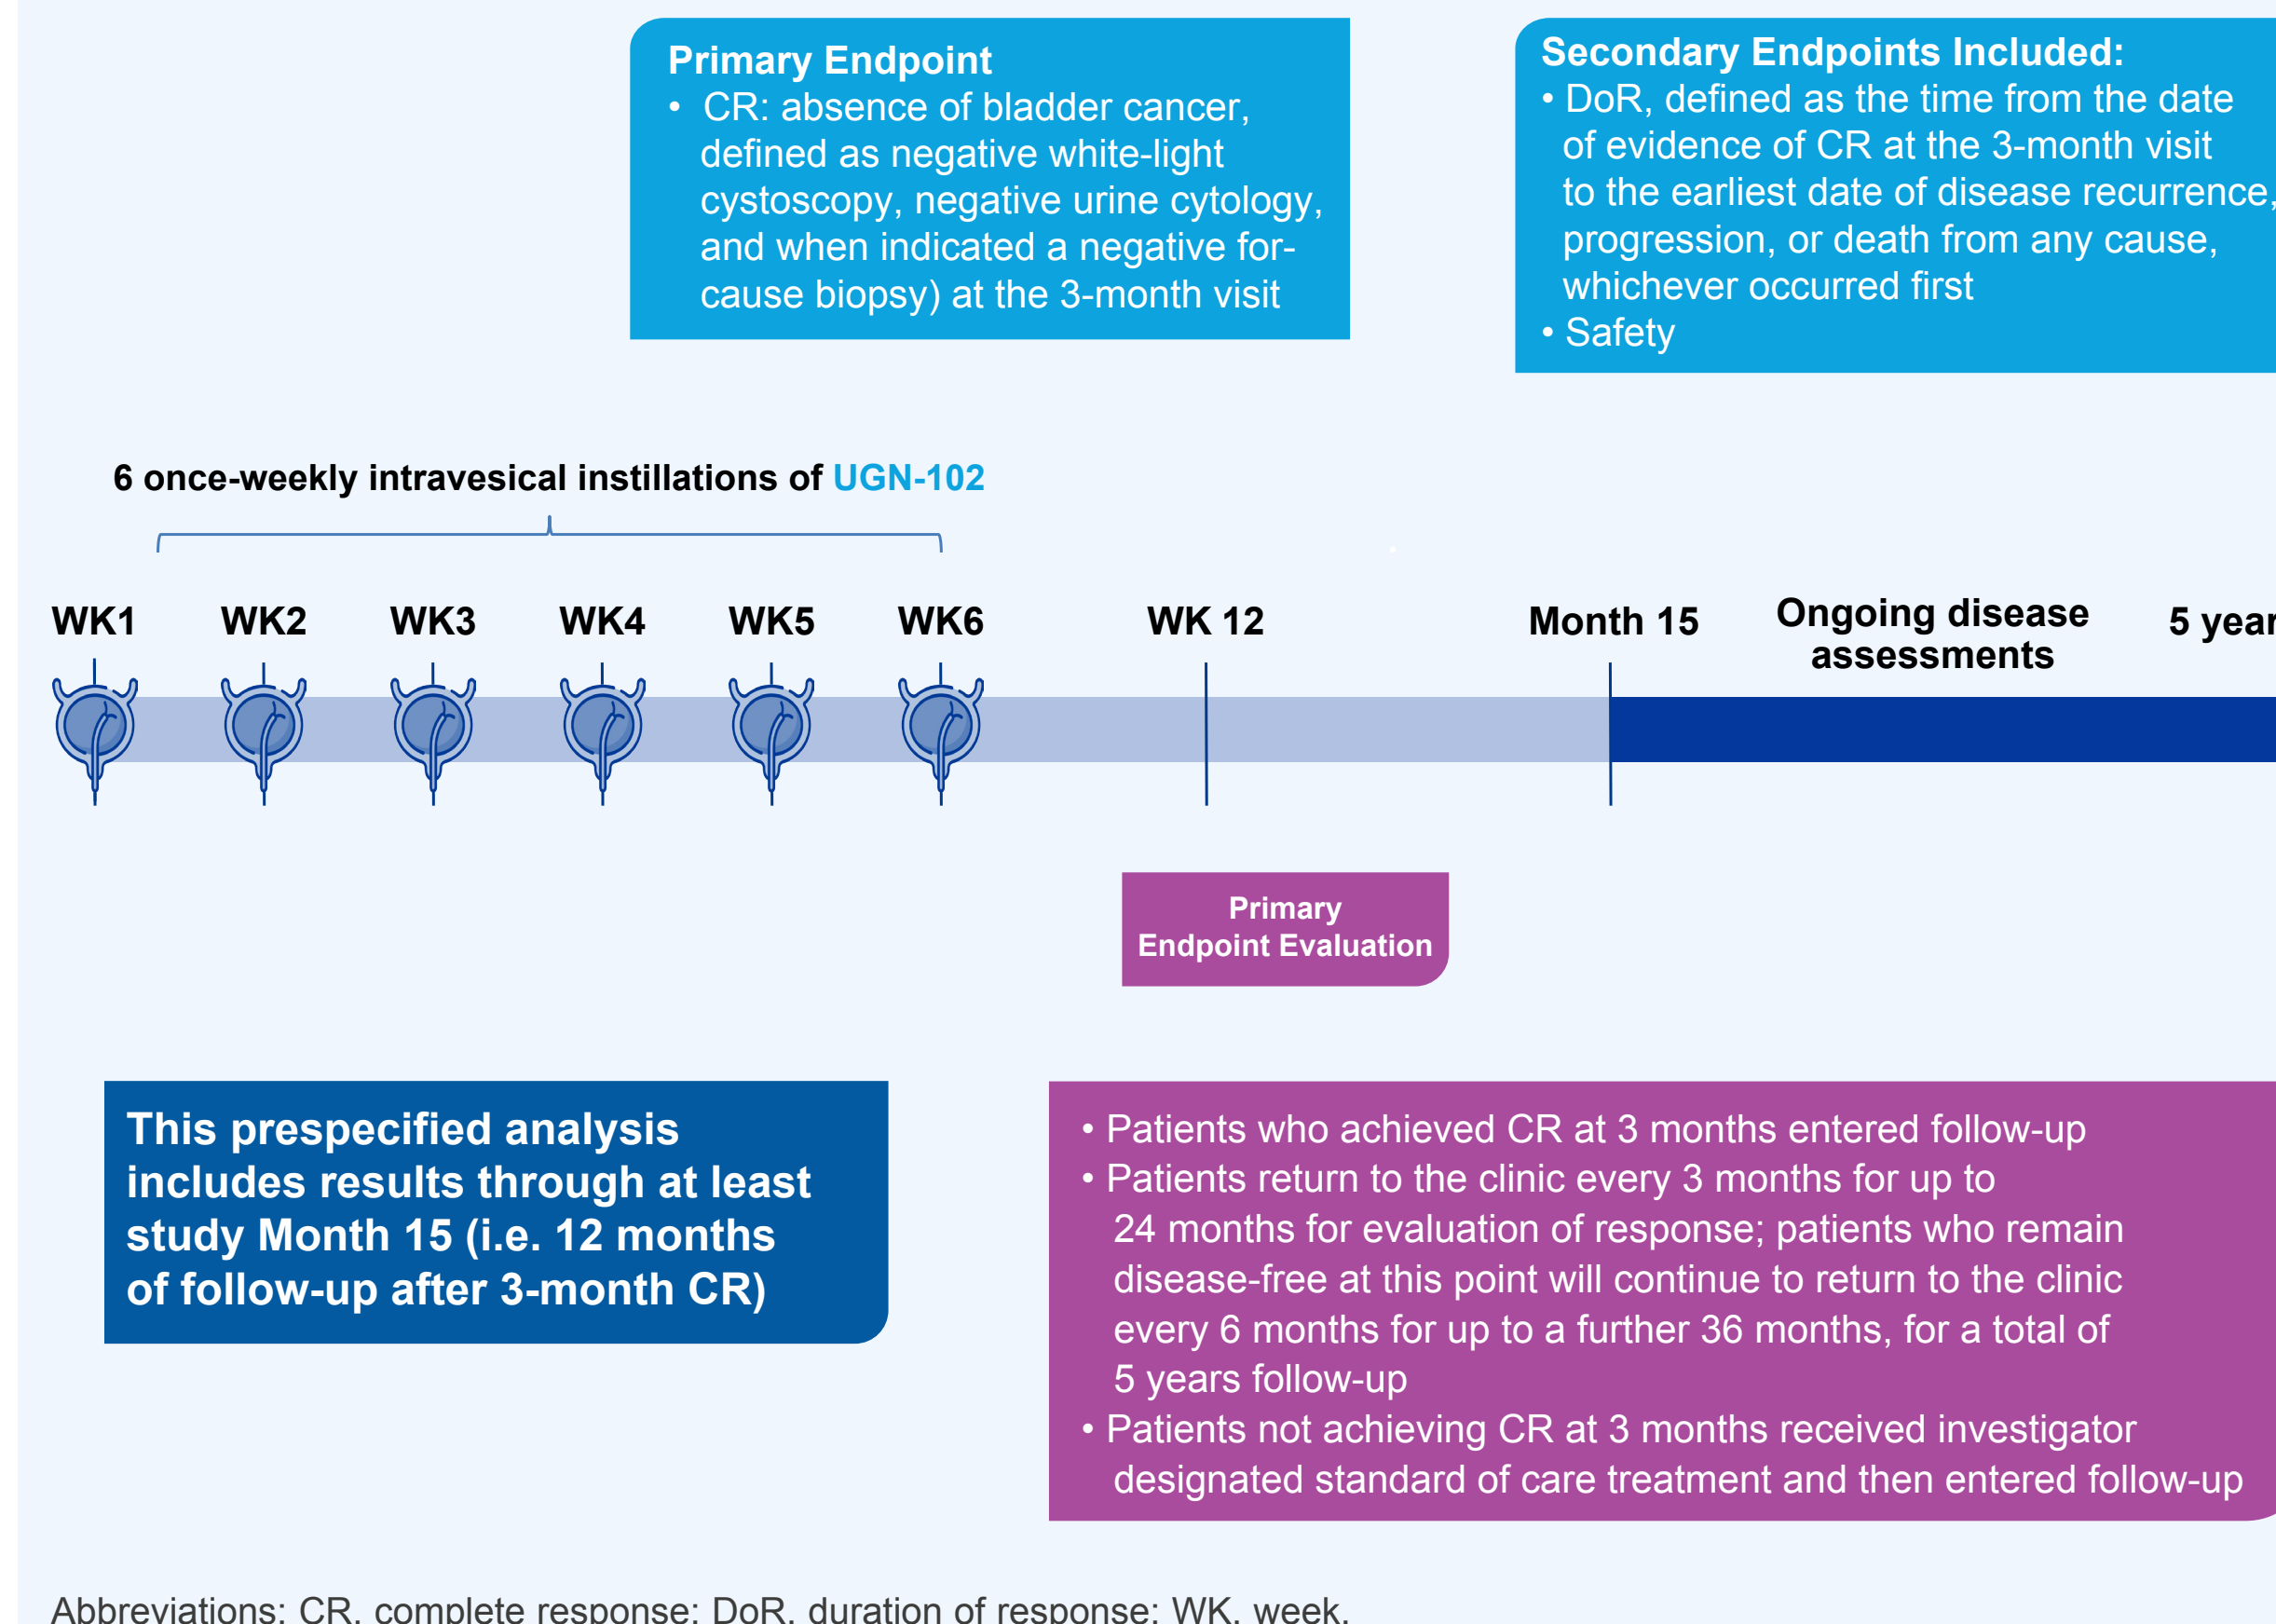 Primary Endpoint
• CR: absence of bladder cancer,
defined as negative white-light
cystoscopy, negative urine cytology,
and when indicated a negative for-
cause biopsy) at the 3-month visit
Secondary Endpoints Included:
• DoR, defined as the time from the date
of evidence of CR at the 3-month visit
to the earliest date of disease recurrence,
progression, or death from any cause,
whichever occurred first
• Safety
6 once-weekly intravesical instillations of UGN-102
WK1
WK2
WK3
WK4
WK5
WK6
WK 12
Month 15
Ongoing disease
assessments
5 year
Primary
Endpoint Evaluation
This prespecified analysis
includes results through at least
study Month 15 (i.e. 12 months
of follow-up after 3-month CR)
• Patients who achieved CR at 3 months entered follow-up
• Patients return to the clinic every 3 months for up to
24 months for evaluation of response; patients who remain
disease-free at this point will continue to return to the clinic
every 6 months for up to a further 36 months, for a total of
5 years follow-up
• Patients not achieving CR at 3 months received investigator
designated standard of care treatment and then entered follow-up
Abbreviations: CR, complete response; DoR, duration of response; WK, week.